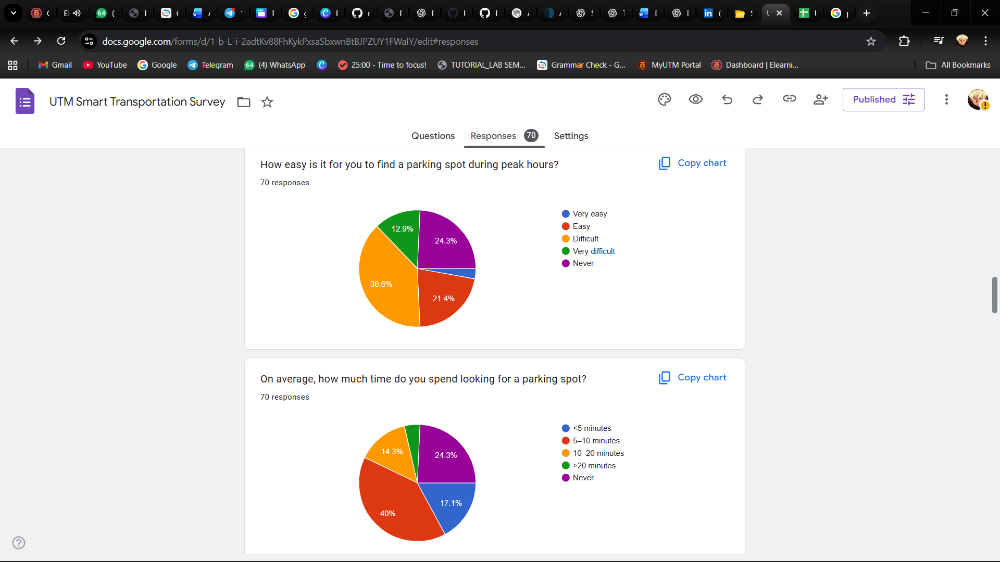 64
docs.google.com/forms/d/1-b-L-i-2adtKv88FhKykPxsaSbxwnBtBJPZUY1FWaIY/edit#responses
Gmail
YouTube
Google
Telegram
64
(4) WhatsApp
25:00 - Time to focus!
TUTORIAL_LAB SEM...
Grammar Check - G...
MyUTM Portal
Dashboard | Elearni...
All Bookmarks
UTM Smart Transportation Survey
Published
Questions
Responses 70
Settings
How easy is it for you to find a parking spot during peak hours?
Copy chart
70 responses
12.9%
24.3%
38.6%
21.4%
Very easy
Easy
Difficult
Very difficult
Never
On average, how much time do you spend looking for a parking spot?
Copy chart
70 responses
14.3%
24.3%
17.1%
40%
<5 minutes
5–10 minutes
10–20 minutes
>20 minutes
Never